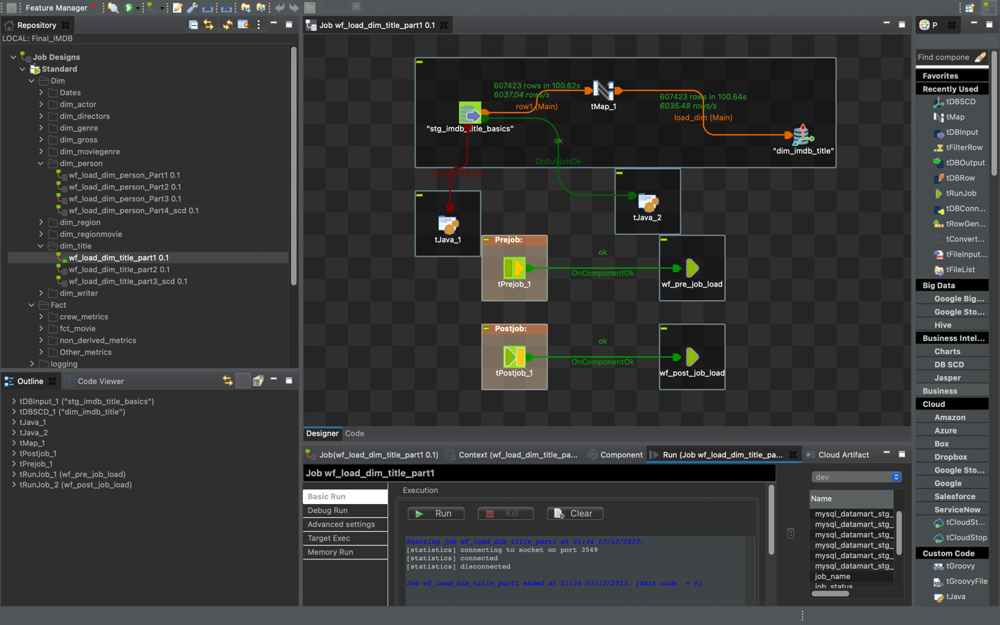 Feature Manager
Repository
LOCAL: Final_IMDB
Job Designs
Standard
Dim
Dates
dim_actor
dim_directors
dim_genre
dim_gross
dim_moviegenre
dim_person
wf_load_dim_person_Part1 0.1
wf_load_dim_person_Part2 0.1
wf_load_dim_person_Part3 0.1
wf_load_dim_person_Part4_scd 0.1
dim_region
dim_regionmovie
dim_title
wf_load_dim_title_part1 0.1
wf_load_dim_title_part2 0.1
wf_load_dim_title_part3_scd 0.1
dim_writer
Fact
crew_metrics
fct_movie
non_derived_metrics
Other_metrics
logging
Outline
Code Viewer
tDBInput_1 ("stg_imdb_title_basics")
tDBSCD_1 ("dim_imdb_title")
tJava_1
tJava_2
tMap_1
tPostjob_1
tPrejob_1
tRunJob_1 (wf_pre_job_load)
tRunJob_2 (wf_post_job_load)
Job wf_load_dim_title_part1 0.1
607423 rows in 100.62s
6037.04 rows/s
row1 (Main)
tMap_1
607423 rows in 100.64s
6035.48 rows/s
load_dim (Main)
"stg_imdb_title_basics"
"dim_imdb_title"
ok
OnSubjobOk
tJava_1
tJava_2
Prejob:
tPrejob_1
ok
OnComponentOk
wf_pre_job_load
Postjob:
tPostjob_1
ok
OnComponentOk
wf_post_job_load
Designer
Code
Job(wf_load_dim_title_part1 0.1)
Context (wf_load_dim_title_pa...
Component
Run (Job wf_load_dim_title_pa...
Cloud Artifact
Job wf_load_dim_title_part1
Basic Run
Debug Run
Advanced settings
Target Exec
Memory Run
Execution
Run
Kill
Clear
Starting job wf_load_dim_title_part1 at 01:34 03/12/2023.
[statistics] connecting to socket on port 3549
[statistics] connected
[statistics] disconnected
Job wf_load_dim_title_part1 ended at 01:36 03/12/2023. [Exit code  = 0]
dev
Name
mysql_datamart_stg_
mysql_datamart_stg_
mysql_datamart_stg_
mysql_datamart_stg_
mysql_datamart_stg_
mysql_datamart_stg_
job_name
job_status
P
Find compone
Favorites
Recently Used
tDBSCD
tMap
tDBInput
tFilterRow
tDBOutput
tDBRow
tRunJob
tDBConn...
tRowGen...
tConvert...
tFileInput...
tFileList
Big Data
Google Big...
Google Sto...
Hive
Business Intel...
Charts
DB SCD
Jasper
Business
Cloud
Amazon
Azure
Box
Dropbox
Google Sto...
Google
Salesforce
ServiceNow
tCloudSt...
tCloudStop
Custom Code
tGroovy
tGroovyFile
tJava